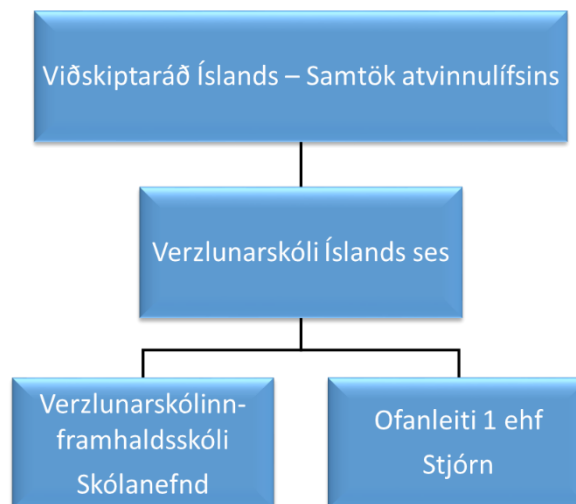 Viðskiptaráð Íslands – Samtök atvinnulífsins
Verzlunarskóli Íslands ses
Verzlunarskólinn-
framhaldsskóli
Skólanefnd
Ofanleiti 1 ehf
Stjórn